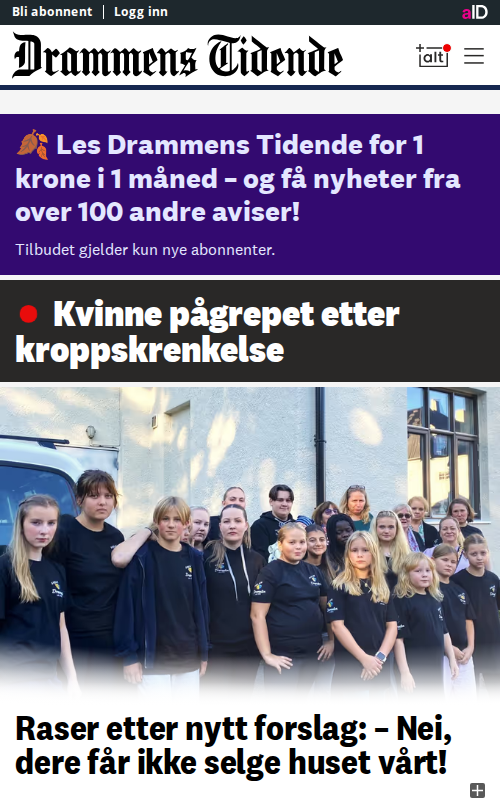 Bli abonnent | Logg inn
aID
Drammens Tidende
+alt
Les Drammens Tidende for 1
krone i 1 måned – og få nyheter fra
over 100 andre aviser!
Tilbudet gjelder kun nye abonnenter.
Kvinne pågrepet etter
kroppskrenkelse
Raser etter nytt forslag: – Nei,
dere får ikke selge huset vårt!